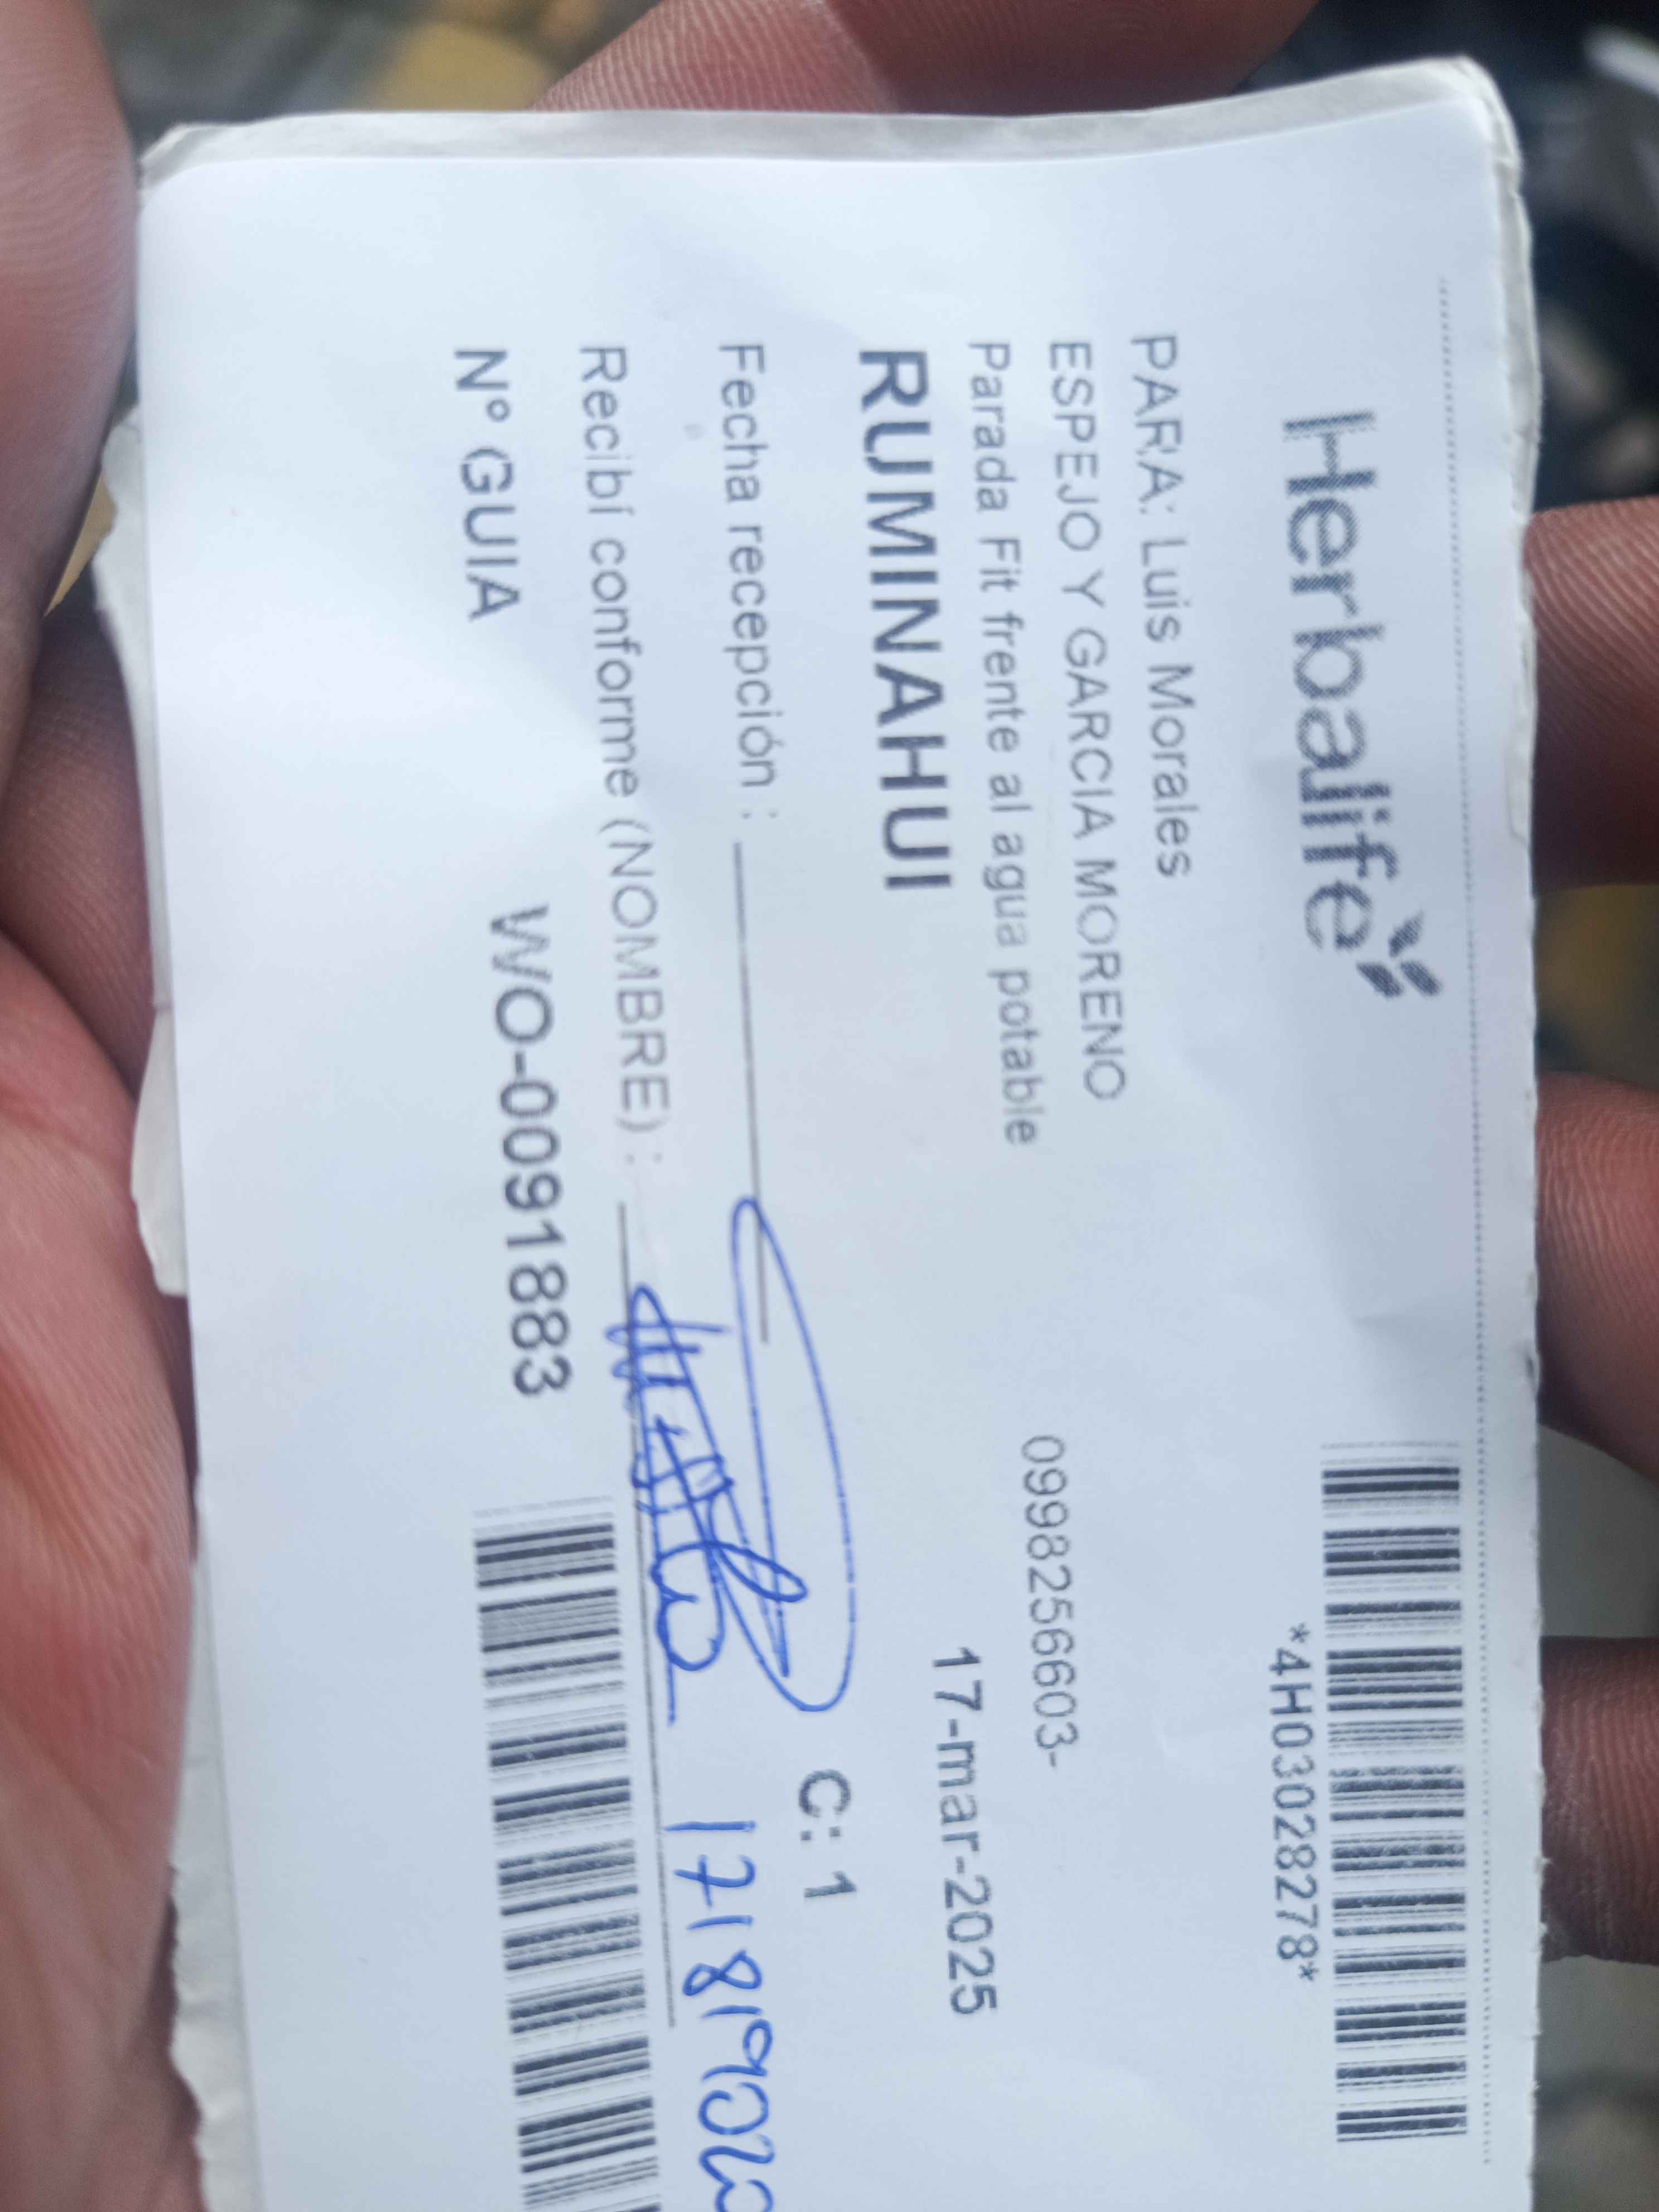 Herbalife
*4H03028278*
PARA: Luis Morales
ESPEJO Y GARCIA MORENO
0998256603-
Parada Fit frente al agua potable
RUMINAHUI
17-mar-2025
C: 1
Fecha recepción :
Recibí conforme (NOMBRE) :
Nº GUIA
WO-0091883